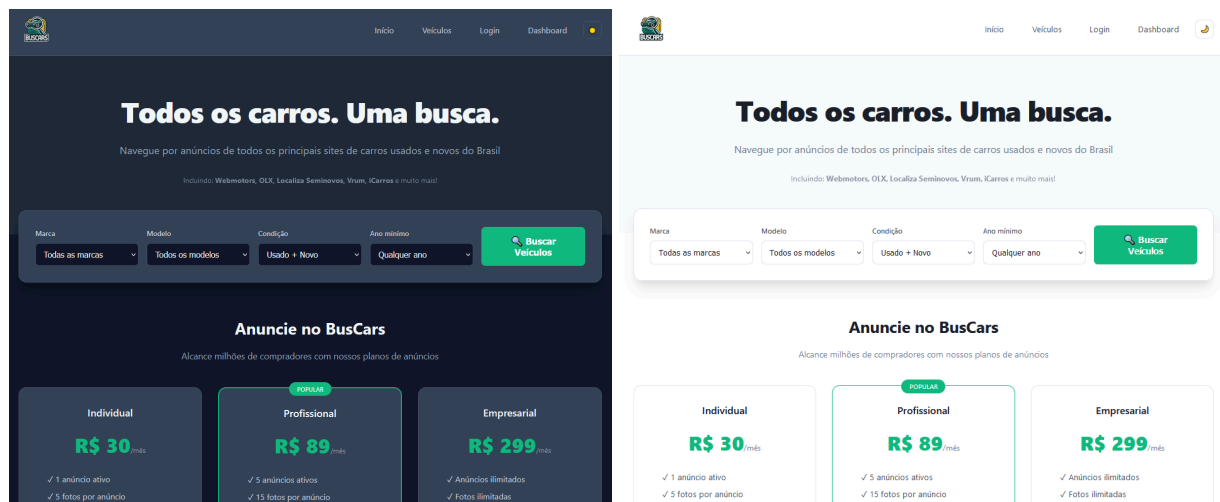 BUSCARS
Início Veículos Login Dashboard
Todos os carros. Uma busca.
Navegue por anúncios de todos os principais sites de carros usados e novos do Brasil
Incluindo: Webmotors, OLX, Localiza Seminovos, Vrum, iCarros e muito mais!
Marca Modelo Condição Ano mínimo
Todas as marcas Todos os modelos Usado + Novo Qualquer ano
Buscar
Veículos
Anuncie no BusCars
Alcance milhões de compradores com nossos planos de anúncios
POPULAR
Individual Profissional Empresarial
R$ 30/mês R$ 89/mês R$ 299/mês
✓ 1 anúncio ativo ✓ 5 anúncios ativos ✓ Anúncios ilimitados
✓ 5 fotos por anúncio ✓ 15 fotos por anúncio ✓ Fotos ilimitadas
BUSCARS
Início Veículos Login Dashboard
Todos os carros. Uma busca.
Navegue por anúncios de todos os principais sites de carros usados e novos do Brasil
Incluindo: Webmotors, OLX, Localiza Seminovos, Vrum, iCarros e muito mais!
Marca Modelo Condição Ano mínimo
Todas as marcas Todos os modelos Usado + Novo Qualquer ano
Buscar
Veículos
Anuncie no BusCars
Alcance milhões de compradores com nossos planos de anúncios
POPULAR
Individual Profissional Empresarial
R$ 30/mês R$ 89/mês R$ 299/mês
✓ 1 anúncio ativo ✓ 5 anúncios ativos ✓ Anúncios ilimitados
✓ 5 fotos por anúncio ✓ 15 fotos por anúncio ✓ Fotos ilimitadas